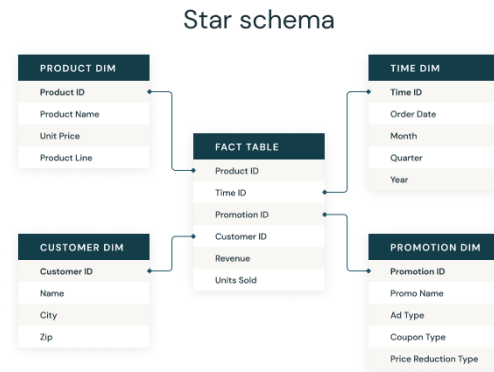 Star schema
PRODUCT DIM
Product ID
Product Name
Unit Price
Product Line
TIME DIM
Time ID
Order Date
Month
Quarter
Year
FACT TABLE
Product ID
Time ID
Promotion ID
Customer ID
Revenue
Units Sold
CUSTOMER DIM
Customer ID
Name
City
Zip
PROMOTION DIM
Promotion ID
Promo Name
Ad Type
Coupon Type
Price Reduction Type